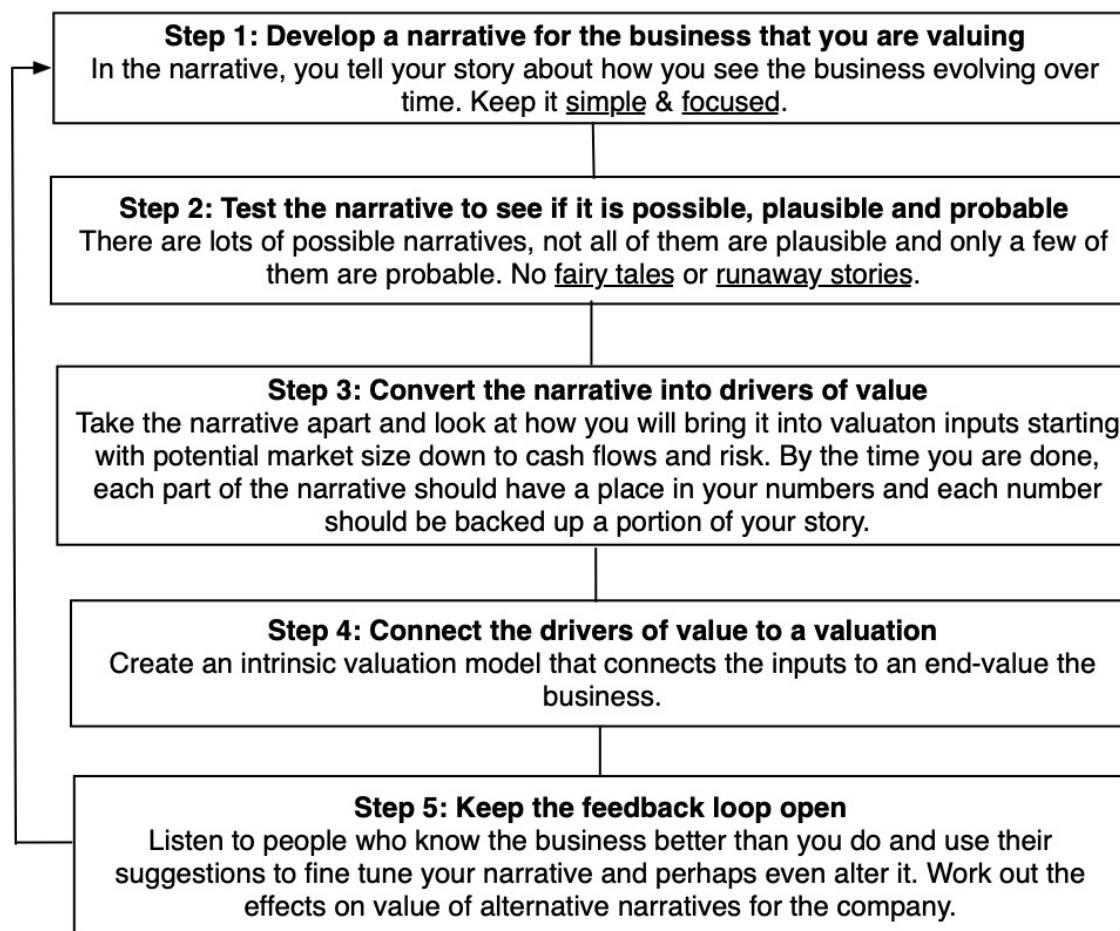 Step 1: Develop a narrative for the business that you are valuing
In the narrative, you tell your story about how you see the business evolving over
time. Keep it simple & focused.
Step 2: Test the narrative to see if it is possible, plausible and probable
There are lots of possible narratives, not all of them are plausible and only a few of
them are probable. No fairy tales or runaway stories.
Step 3: Convert the narrative into drivers of value
Take the narrative apart and look at how you will bring it into valuaton inputs starting
with potential market size down to cash flows and risk. By the time you are done,
each part of the narrative should have a place in your numbers and each number
should be backed up a portion of your story.
Step 4: Connect the drivers of value to a valuation
Create an intrinsic valuation model that connects the inputs to an end-value the
business.
Step 5: Keep the feedback loop open
Listen to people who know the business better than you do and use their
suggestions to fine tune your narrative and perhaps even alter it. Work out the
effects on value of alternative narratives for the company.